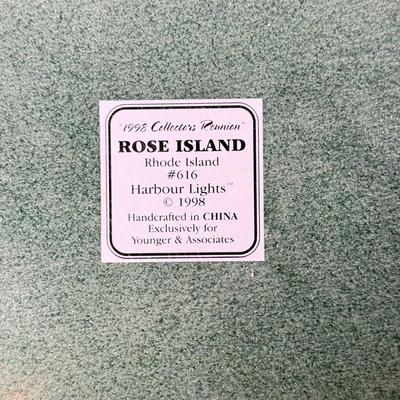 "1998 Collectors Reunion"
ROSE ISLAND
Rhode Island
#616
Harbour Lights™
© 1998
Handcrafted in CHINA
Exclusively for
Younger & Associates